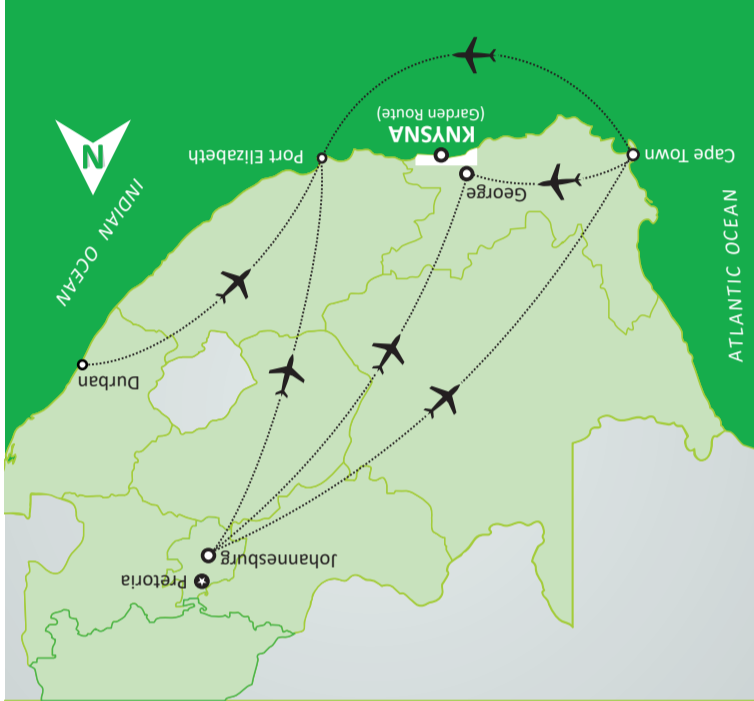 Pretoria
Johannesburg
Durban
ATLANTIC OCEAN
INDIAN OCEAN
George
Cape Town
Port Elizabeth
KNYSNA
(Garden Route)
N